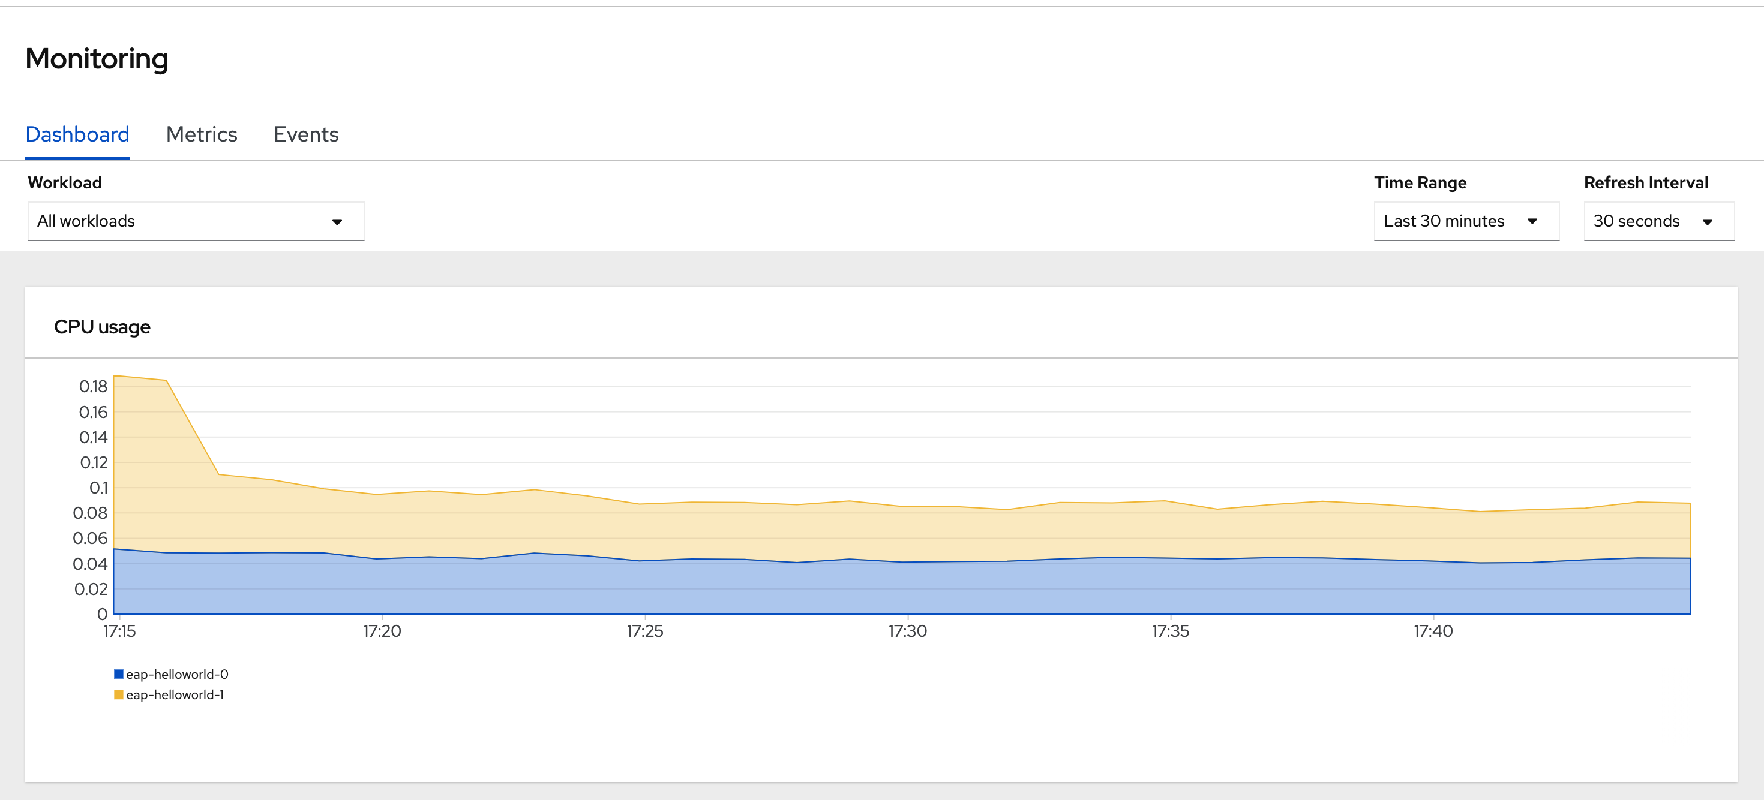 Monitoring
Dashboard Metrics Events
Workload Time Range Refresh Interval
All workloads Last 30 minutes 30 seconds
CPU usage
0.18
0.16
0.14
0.12
0.1
0.08
0.06
0.04
0.02
0
17:15 17:20 17:25 17:30 17:35 17:40
eap-helloworld-0
eap-helloworld-1